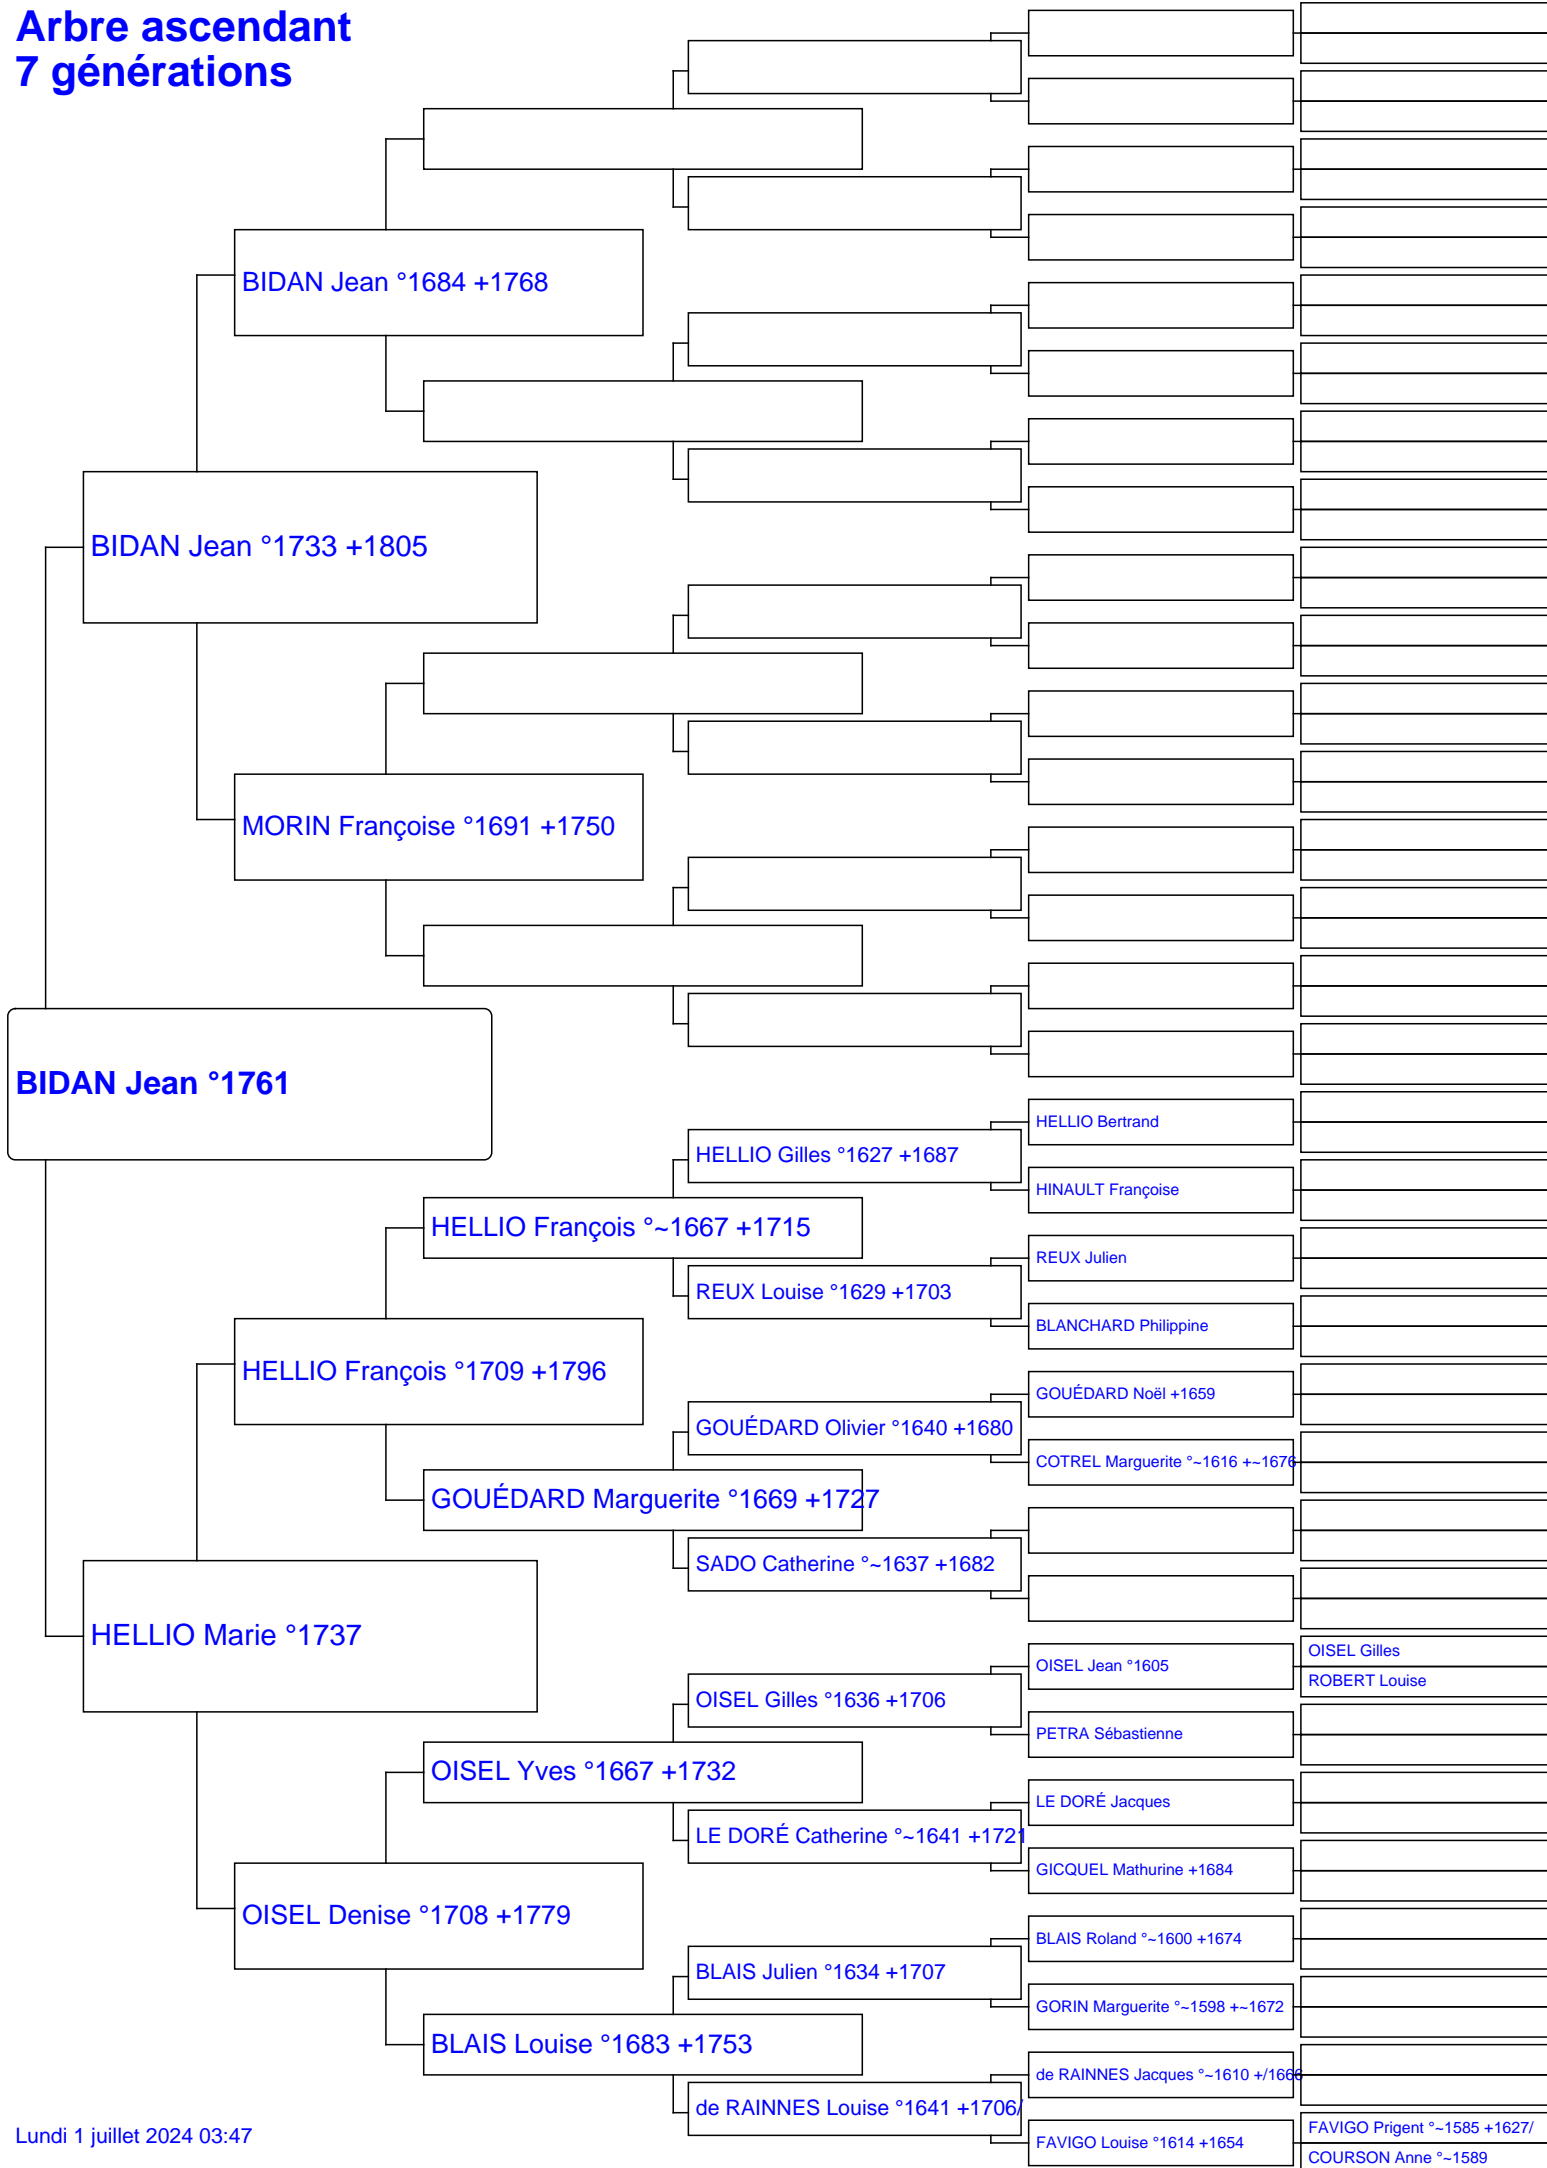 Arbre ascendant
7 générations
BIDAN Jean °1684 +1768
BIDAN Jean °1733 +1805
MORIN Françoise °1691 +1750
BIDAN Jean °1761
HELLIO Bertrand
HELLIO Gilles °1627 +1687
HINAULT Françoise
HELLIO François °~1667 +1715
REUX Julien
REUX Louise °1629 +1703
BLANCHARD Philippine
HELLIO François °1709 +1796
GOUÉDARD Noël +1659
GOUÉDARD Olivier °1640 +1680
COTREL Marguerite °~1616 +~1676
GOUÉDARD Marguerite °1669 +1727
SADO Catherine °~1637 +1682
HELLIO Marie °1737
OISEL Gilles
OISEL Jean °1605
ROBERT Louise
OISEL Gilles °1636 +1706
PETRA Sébastienne
OISEL Yves °1667 +1732
LE DORÉ Jacques
LE DORÉ Catherine °~1641 +1721
GICQUEL Mathurine +1684
OISEL Denise °1708 +1779
BLAIS Roland °~1600 +1674
BLAIS Julien °1634 +1707
GORIN Marguerite °~1598 +~1672
BLAIS Louise °1683 +1753
de RAINNES Jacques °~1610 +/1666
de RAINNES Louise °1641 +1706/
FAVIGO Prigent °~1585 +1627/
FAVIGO Louise °1614 +1654
COURSON Anne °~1589
Lundi 1 juillet 2024 03:47